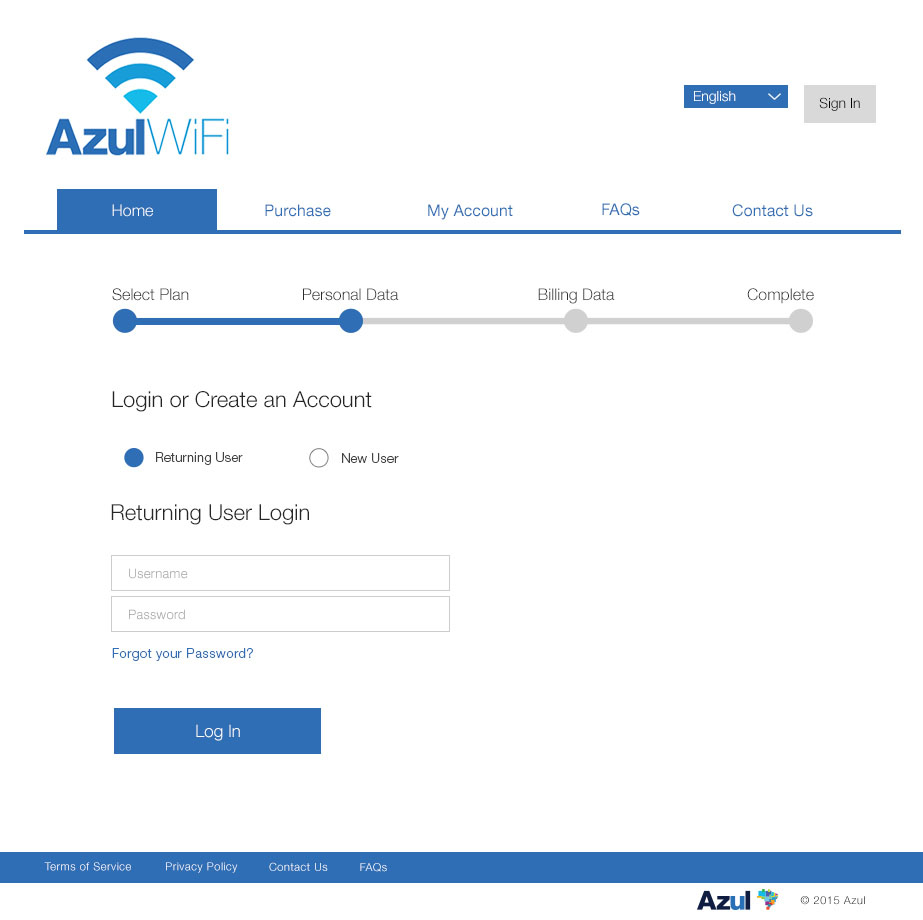 English
Sign In
AzulWiFi
Home Purchase My Account FAQs Contact Us
Select Plan Personal Data Billing Data Complete
Login or Create an Account
Returning User New User
Returning User Login
Username
Password
Forgot your Password?
Log In
Terms of Service Privacy Policy Contact Us FAQs
Azul © 2015 Azul